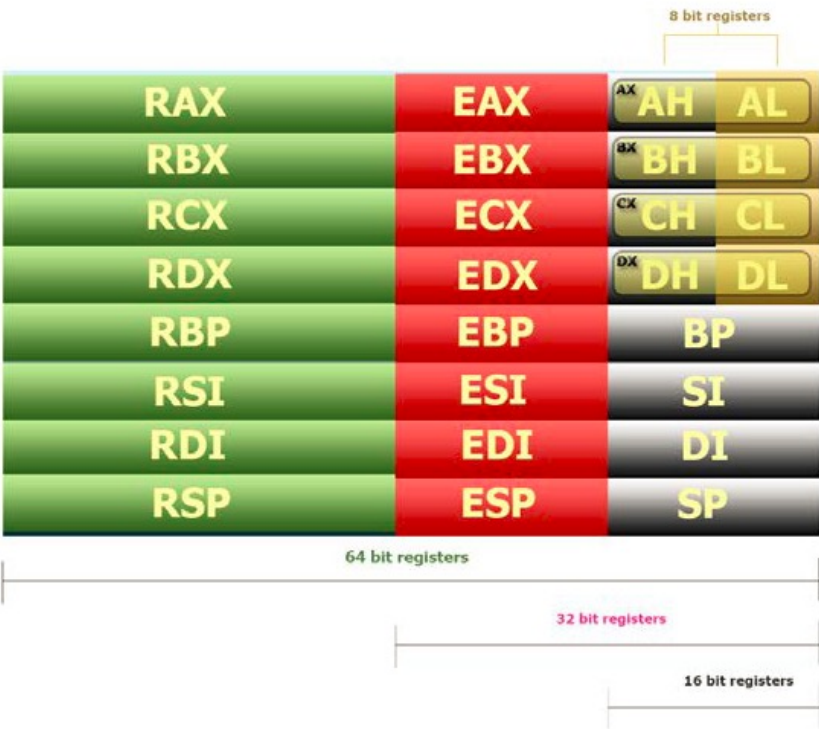 8 bit registers
RAX EAX AX AH AL
RBX EBX BX BH BL
RCX ECX CX CH CL
RDX EDX DX DH DL
RBP EBP BP
RSI ESI SI
RDI EDI DI
RSP ESP SP
64 bit registers
32 bit registers
16 bit registers